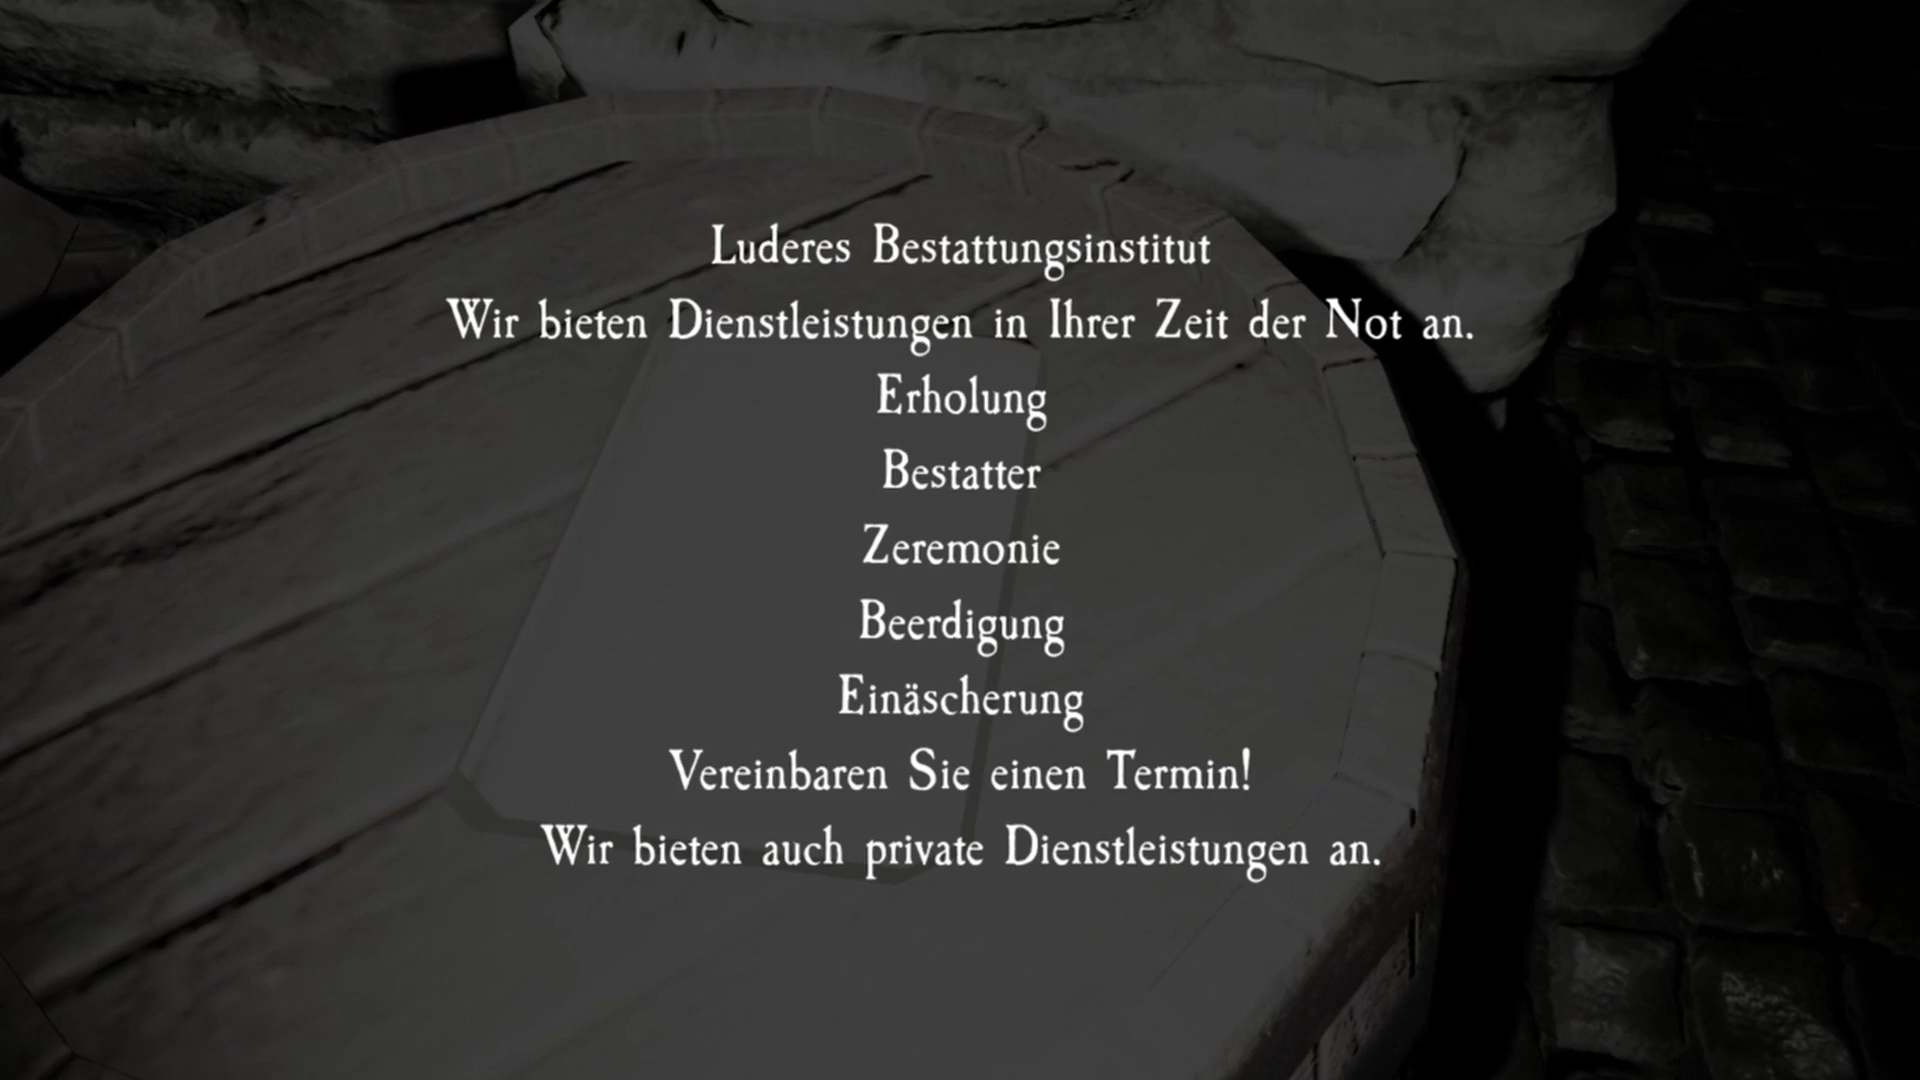 Luderes Bestattungsinstitut
Wir bieten Dienstleistungen in Ihrer Zeit der Not an.
Erholung
Bestatter
Zeremonie
Beerdigung
Einäscherung
Vereinbaren Sie einen Termin!
Wir bieten auch private Dienstleistungen an.